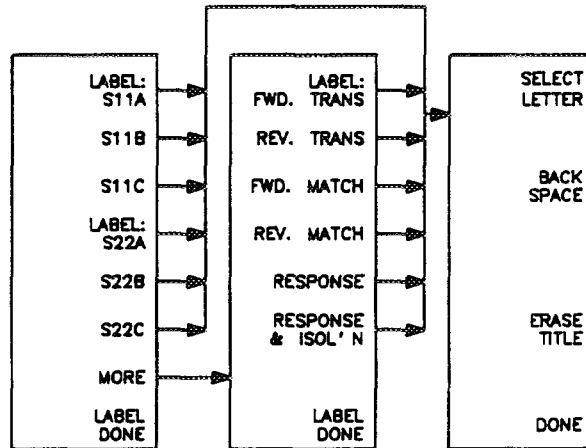 LABEL:
S11A
S11B
S11C
LABEL:
S22A
S22B
S22C
MORE
LABEL
DONE
LABEL:
FWD. TRANS
REV. TRANS
FWD. MATCH
REV. MATCH
RESPONSE
RESPONSE
& ISOL'N
LABEL
DONE
SELECT
LETTER
BACK
SPACE
ERASE
TITLE
DONE